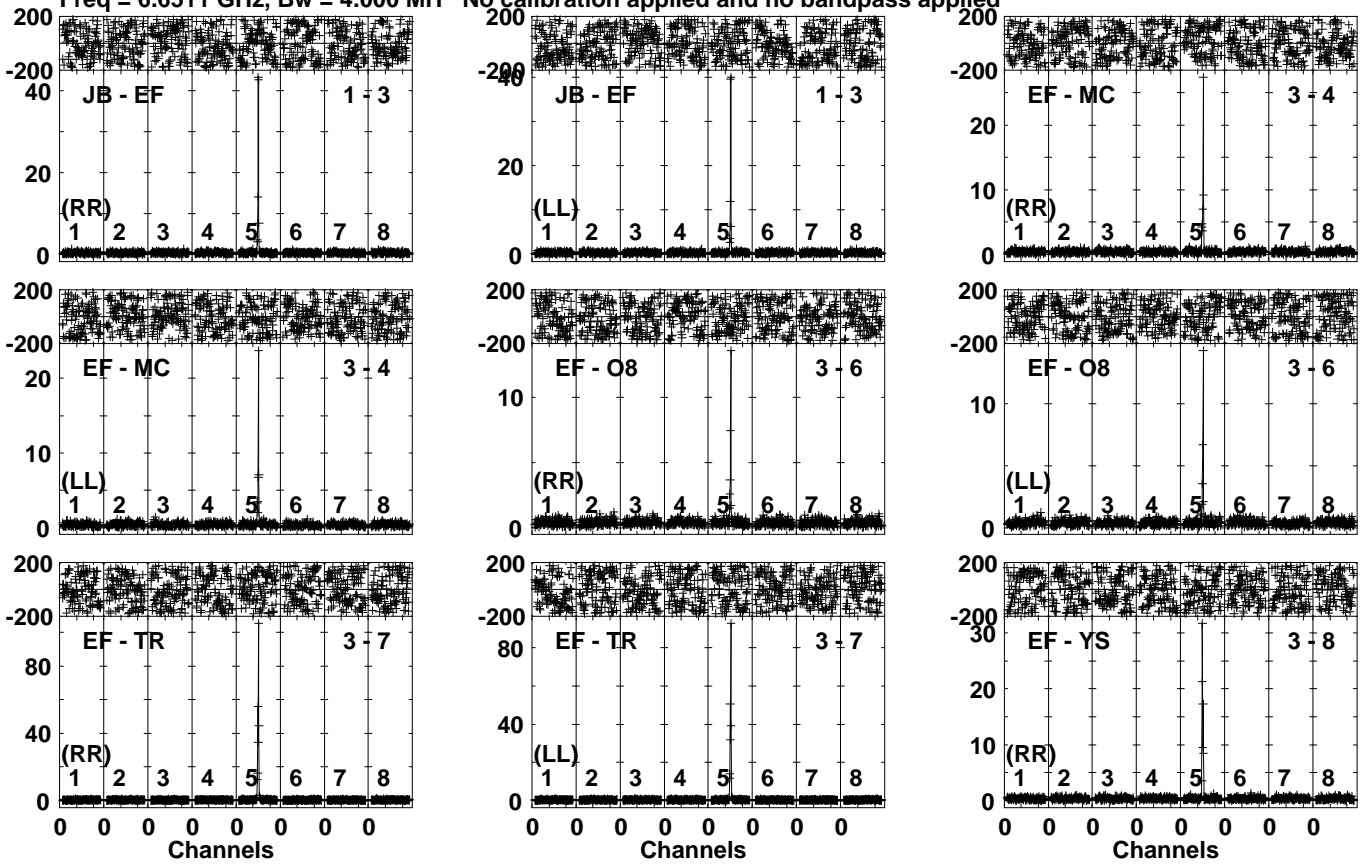 Freq = 6.6511 GHz, Bw = 4.000 MH No calibration applied and no bandpass applied
200 200 200
-200 -200 -200
40 JB - EF 1 - 3 40 JB - EF 1 - 3 EF - MC 3 - 4
20 20 20
10
(RR) (LL) (RR)
1 2 3 4 5 6 7 8 1 2 3 4 5 6 7 8 1 2 3 4 5 6 7 8
0 0 0
200 200 200
-200 -200 -200
EF - MC 3 - 4 EF - O8 3 - 6 EF - O8 3 - 6
20 10 10
10
(LL) (RR) (LL)
1 2 3 4 5 6 7 8 1 2 3 4 5 6 7 8 1 2 3 4 5 6 7 8
0 0 0
200 200 200
-200 -200 -200
EF - TR 3 - 7 EF - TR 3 - 7 EF - YS 3 - 8
80 80 30
20
40 40 10
(RR) (LL) (RR)
1 2 3 4 5 6 7 8 1 2 3 4 5 6 7 8 1 2 3 4 5 6 7 8
0 0 0
0 0 0 0 0 0 0 0 0 0 0 0 0 0 0 0 0 0 0 0 0 0 0 0
Channels Channels Channels